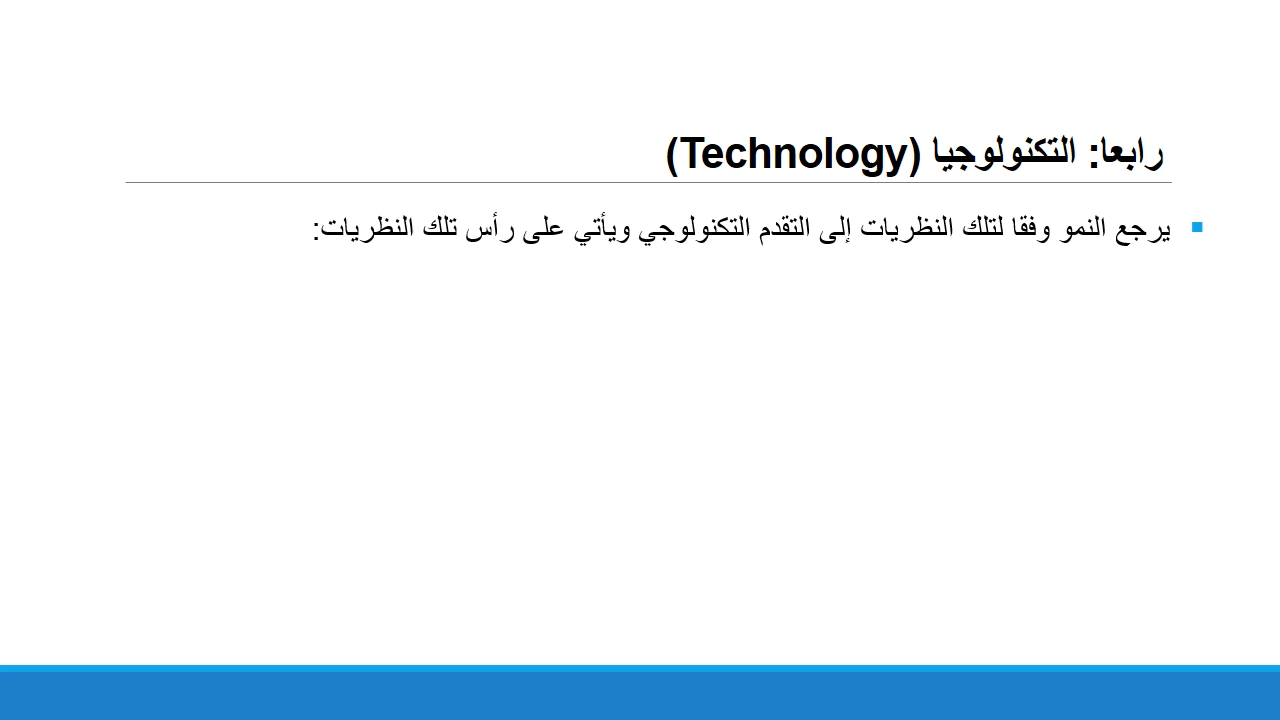 رابعا: التكنولوجيا (Technology)
يرجع النمو وفقا لتلك النظريات إلى التقدم التكنولوجي ويأتي على رأس تلك النظريات: